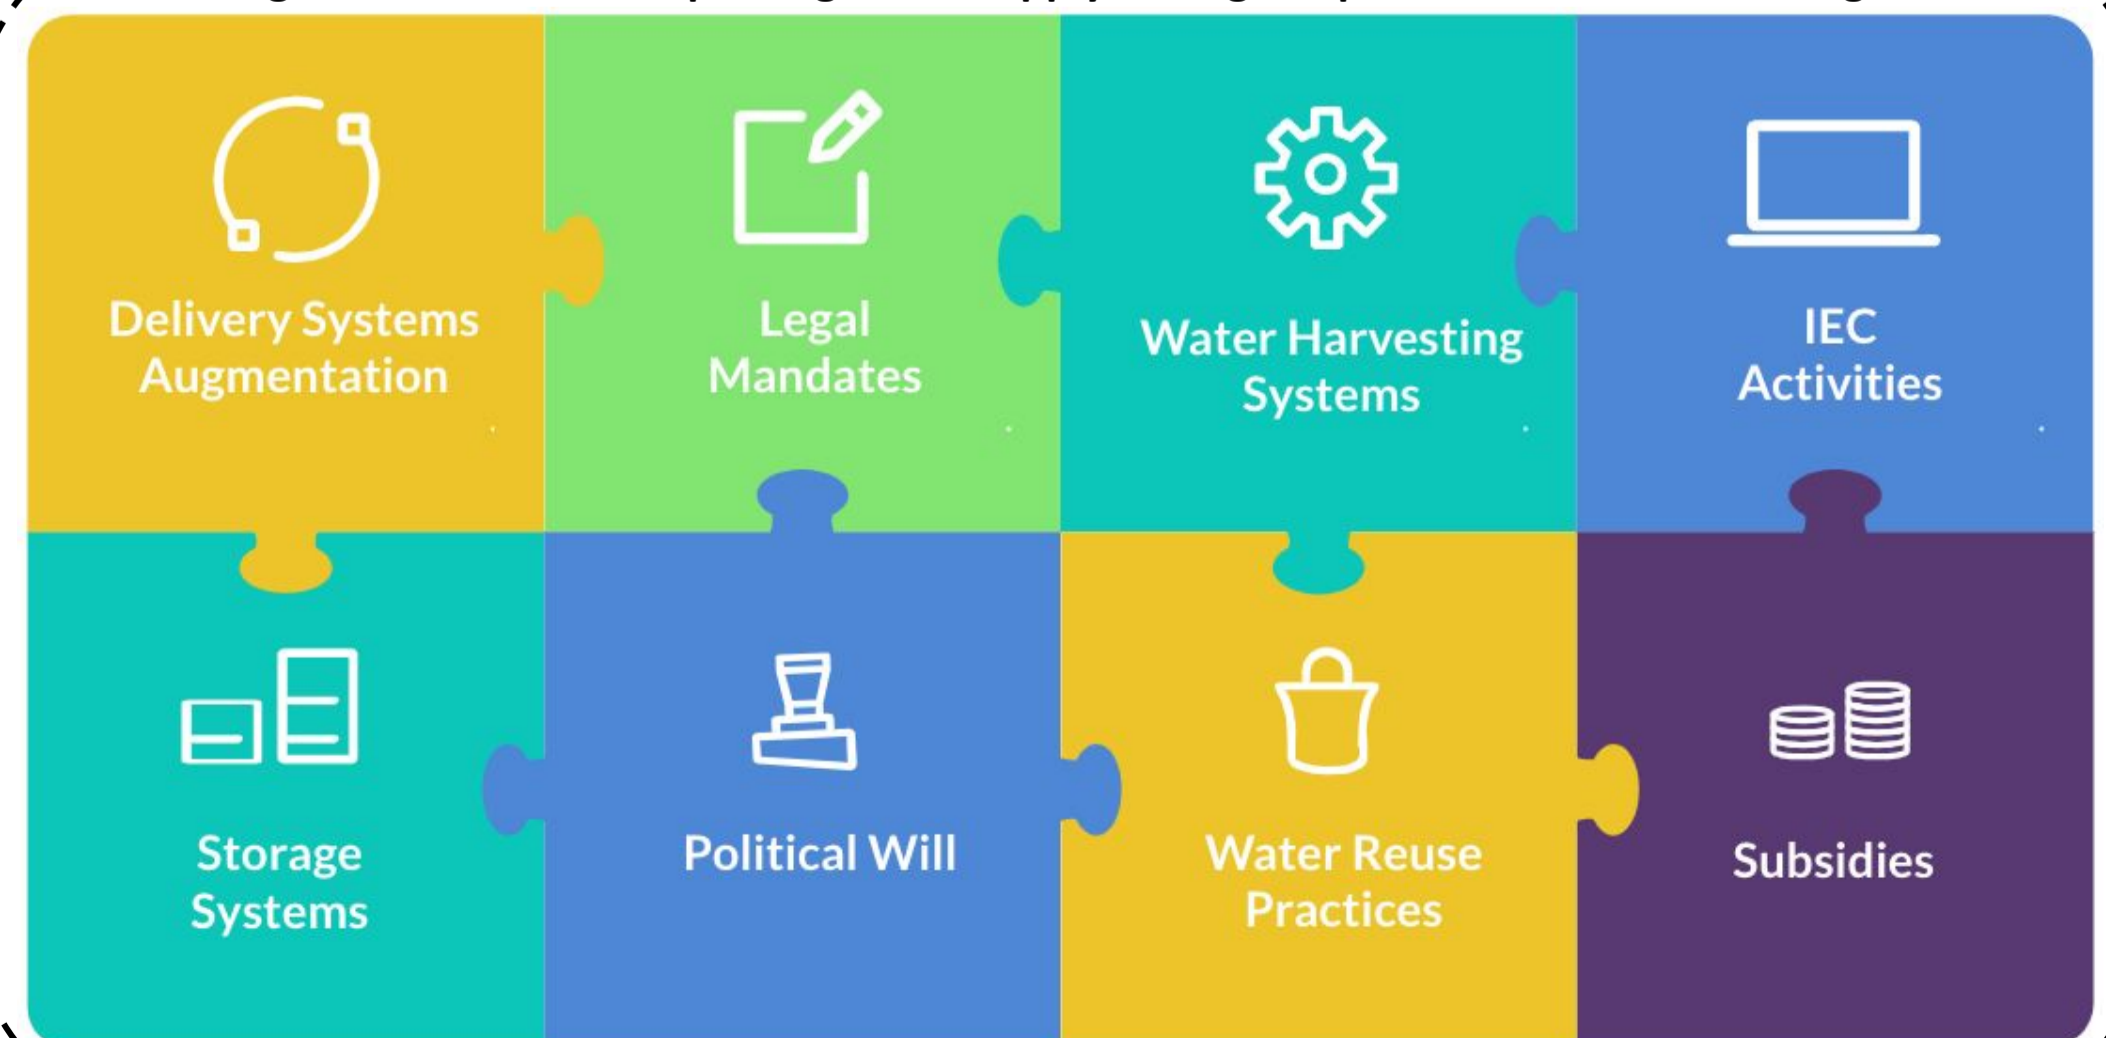 Delivery Systems
Augmentation
Legal
Mandates
Water Harvesting
Systems
IEC
Activities
Storage
Systems
Political Will
Water Reuse
Practices
Subsidies